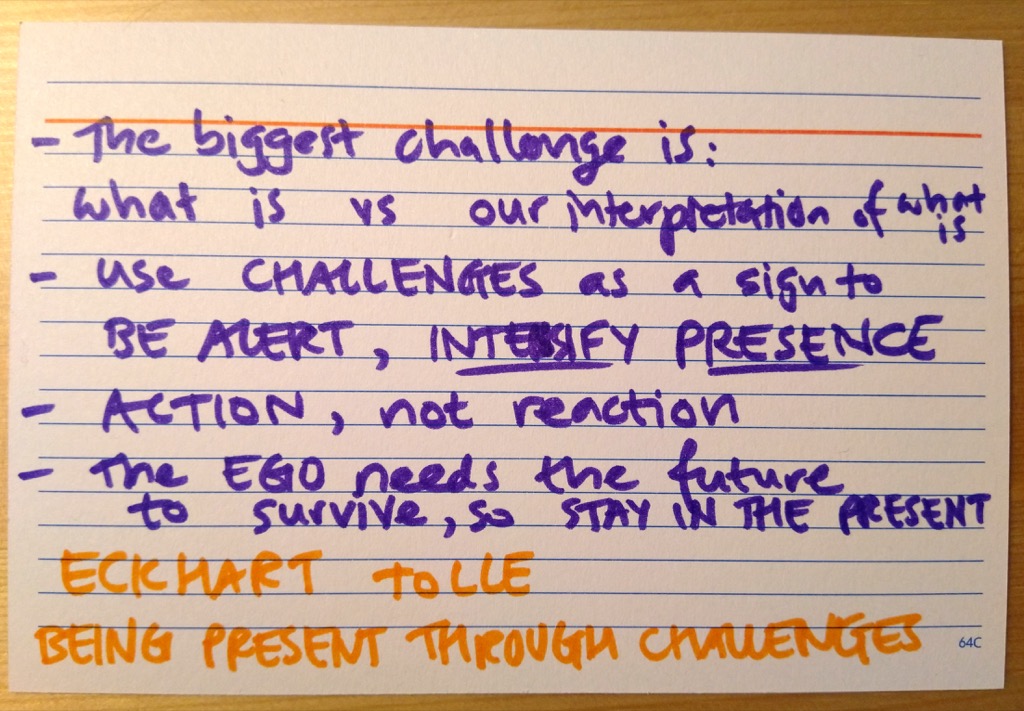 - The biggest challenge is:
what is vs our interpretation of what is
- use CHALLENGES as a sign to
BE ALERT, INTENSIFY PRESENCE
- ACTION, not reaction
- The EGO needs the future
to survive, so STAY IN THE PRESENT
ECKHART TOLLE
BEING PRESENT THROUGH CHALLENGES
64C